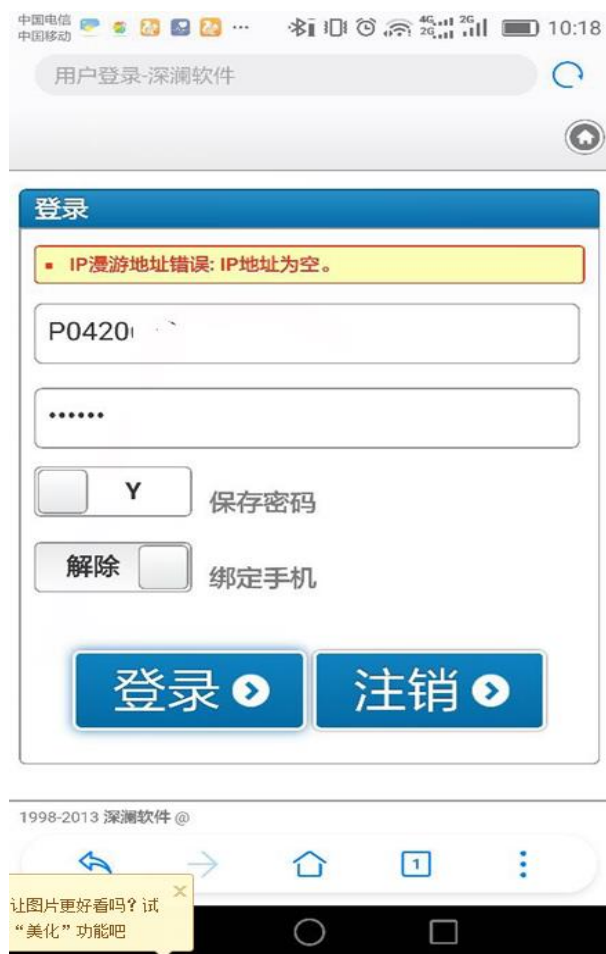 中国电信
中国移动
4G
2G
2G
10:18
用户登录-深澜软件
登录
IP漫游地址错误: IP地址为空。
P0420
••••••
Y
保存密码
解除
绑定手机
登录
注销
1998-2013 深澜软件 @
1
让图片更好看吗? 试
“美化”功能吧